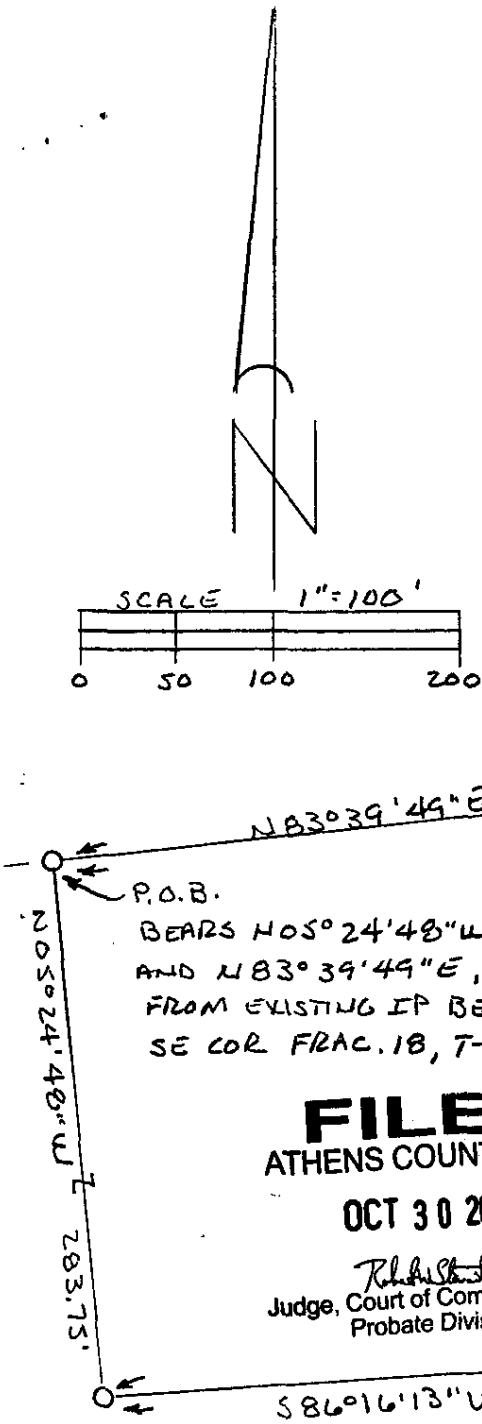 N
SCALE 1"=100'
0 50 100 200
N83°39'49"E
P.O.B.
BEARS N05°24'48"W
AND N83°39'49"E,
FROM EXISTING IP BE
SE COR FRAC. 18, T-
N05°24'48"W 283.75'
FILE
ATHENS COUN
OCT 30 20
Judge, Court of Com
Probate Divis
S86°16'13"W